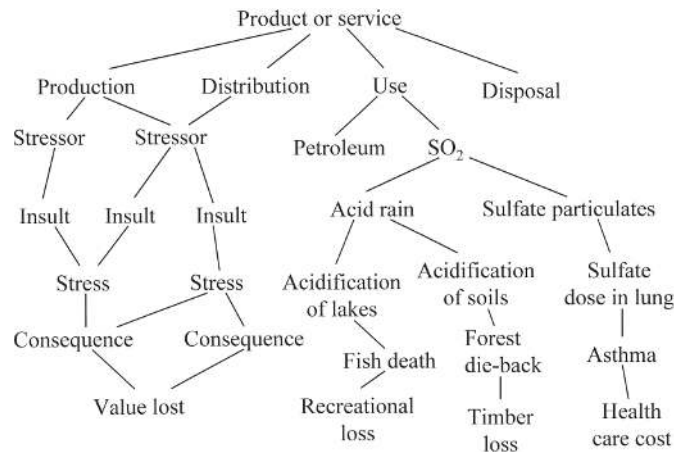 Product or service
Production
Distribution
Use
Disposal
Stressor
Stressor
Petroleum
SO₂
Insult
Insult
Insult
Acid rain
Sulfate particulates
Stress
Stress
Acidification
of lakes
Acidification
of soils
Sulfate
dose in lung
Consequence
Consequence
Fish death
Forest
die-back
Asthma
Value lost
Recreational
loss
Timber
loss
Health
care cost